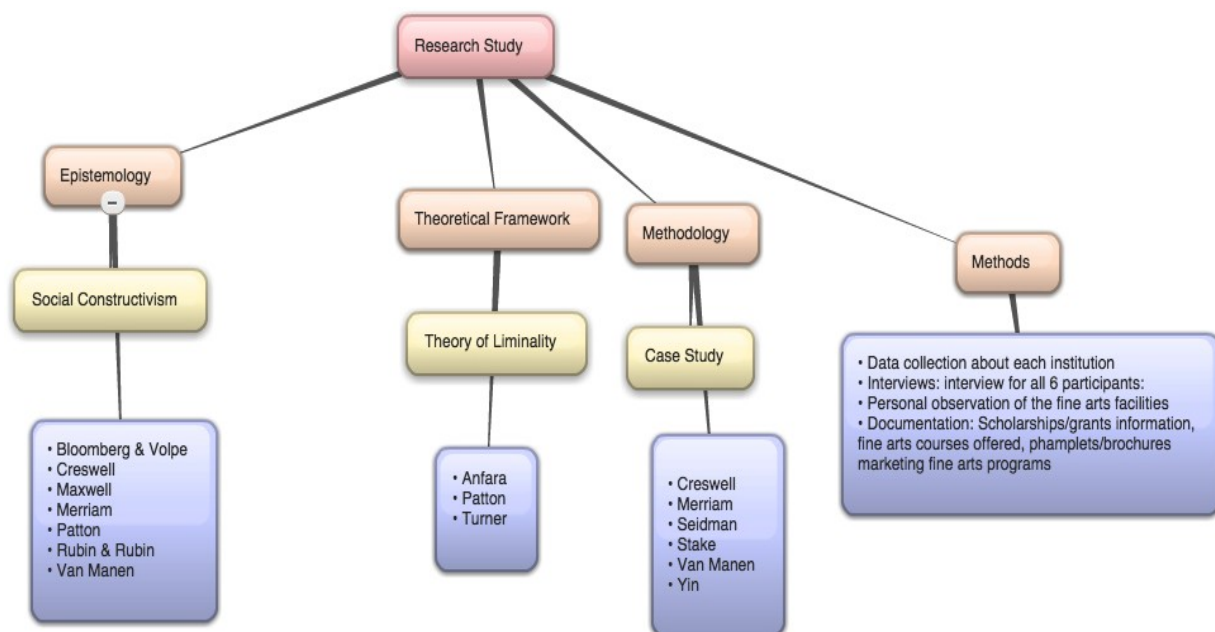 Research Study
Epistemology
Theoretical Framework
Methodology
Methods
Social Constructivism
Theory of Liminality
Case Study
• Bloomberg & Volpe
• Creswell
• Maxwell
• Merriam
• Patton
• Rubin & Rubin
• Van Manen
• Anfara
• Patton
• Turner
• Creswell
• Merriam
• Seidman
• Stake
• Van Manen
• Yin
• Data collection about each institution
• Interviews: interview for all 6 participants:
• Personal observation of the fine arts facilities
• Documentation: Scholarships/grants information,
fine arts courses offered, phamplets/brochures
marketing fine arts programs